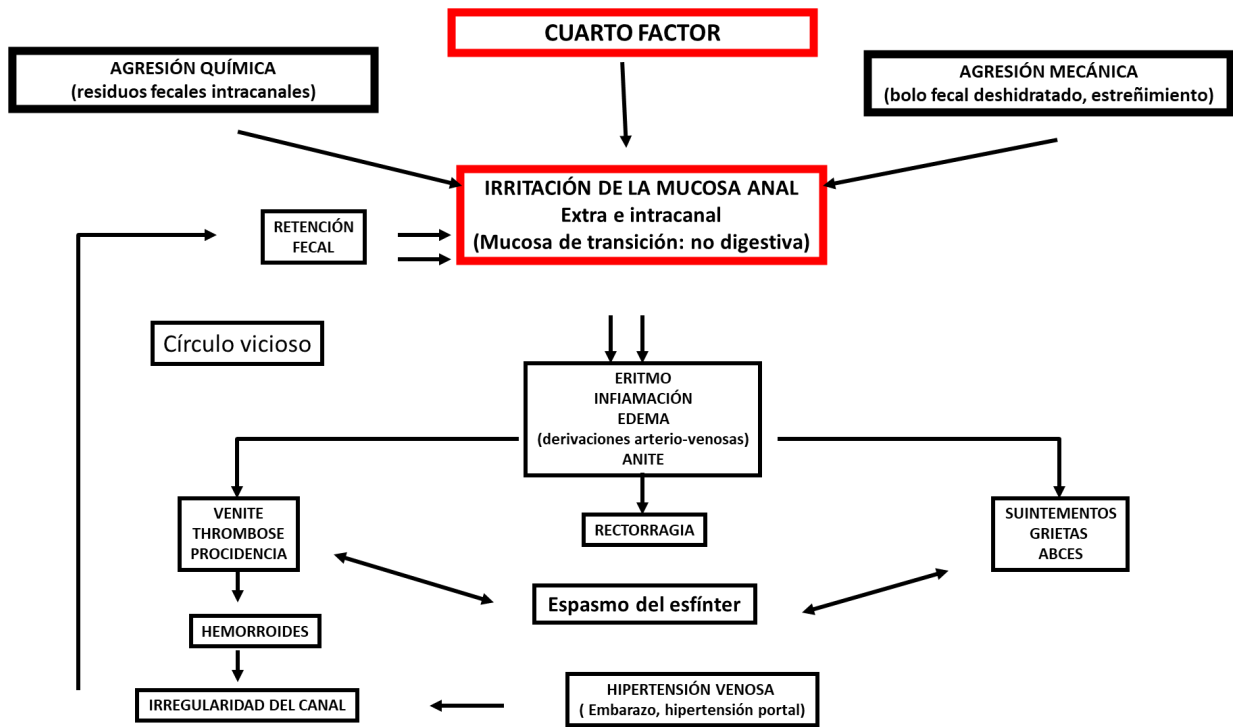 CUARTO FACTOR
AGRESIÓN QUÍMICA
(residuos fecales intracanales)
AGRESIÓN MECÁNICA
(bolo fecal deshidratado, estreñimiento)
IRRITACIÓN DE LA MUCOSA ANAL
Extra e intracanal
(Mucosa de transición: no digestiva)
RETENCIÓN
FECAL
Círculo vicioso
ERITMO
INFIAMACIÓN
EDEMA
(derivaciones arterio-venosas)
ANITE
VENITE
THROMBOSE
PROCIDENCIA
RECTORRAGIA
SUINTEMENTOS
GRIETAS
ABCES
Espasmo del esfínter
HEMORROIDES
IRREGULARIDAD DEL CANAL
HIPERTENSIÓN VENOSA
( Embarazo, hipertensión portal)